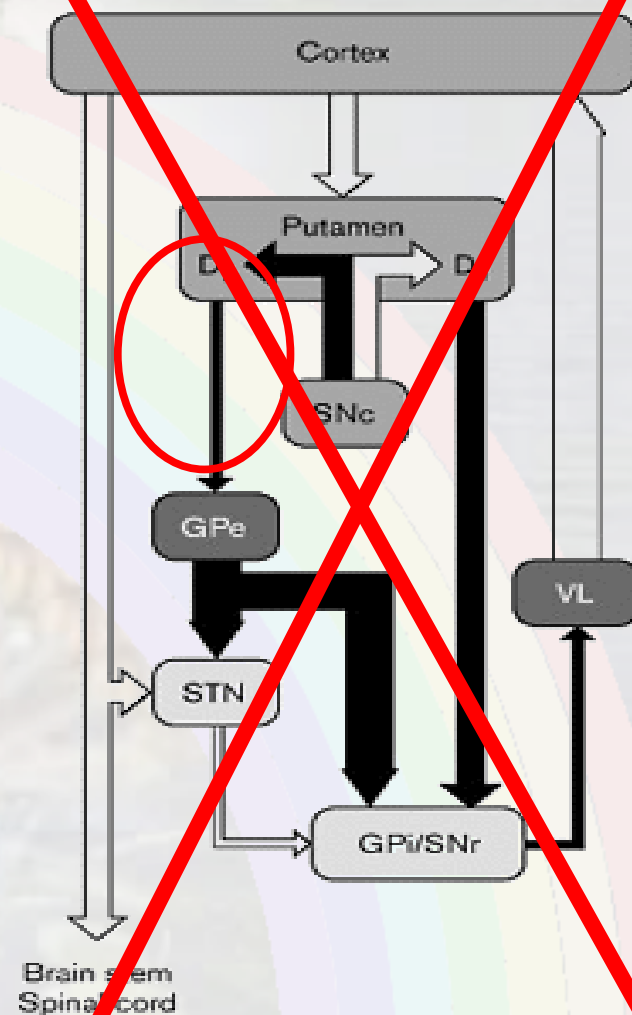 Cortex
Putamen
D
D
SNc
GPe
VL
STN
GPi/SNr
Brain stem
Spinal cord